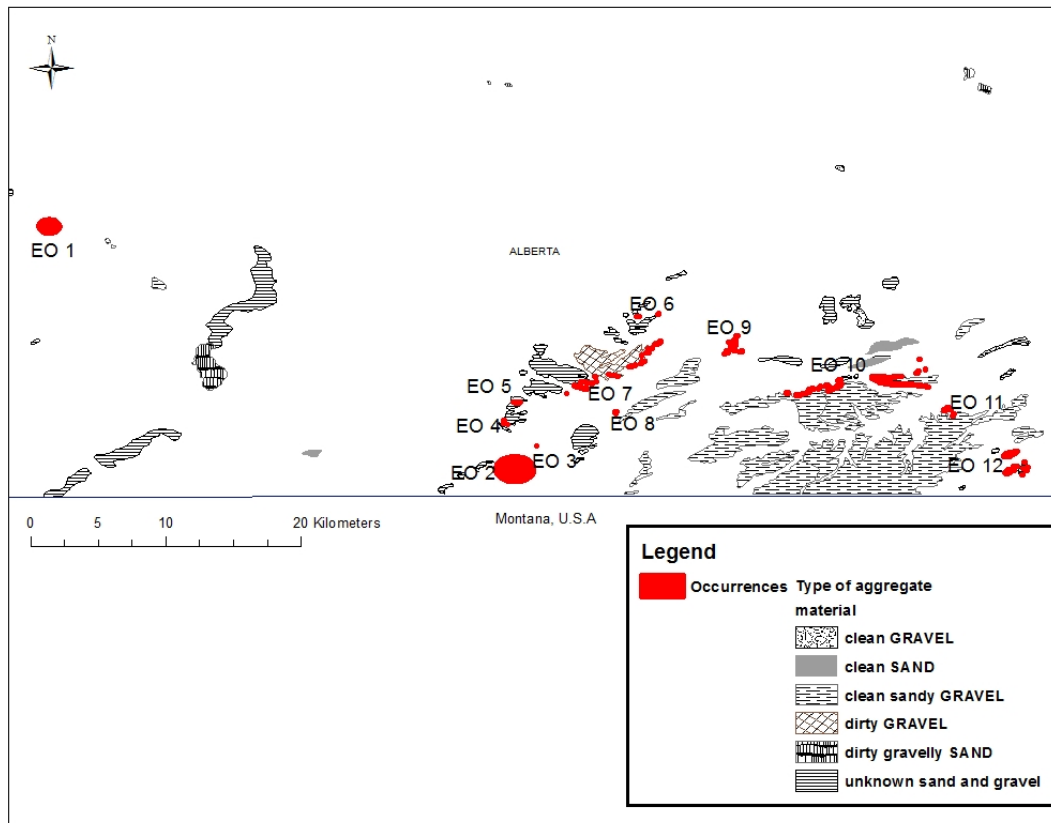 N
EO 1
ALBERTA
EO 6
EO 9
EO 10
EO 5
EO 7
EO 4
EO 8
EO 11
EO 2
EO 3
EO 12
0 5 10 20 Kilometers
Montana, U.S.A
Legend
Occurrences
Type of aggregate
material
clean GRAVEL
clean SAND
clean sandy GRAVEL
dirty GRAVEL
dirty gravelly SAND
unknown sand and gravel